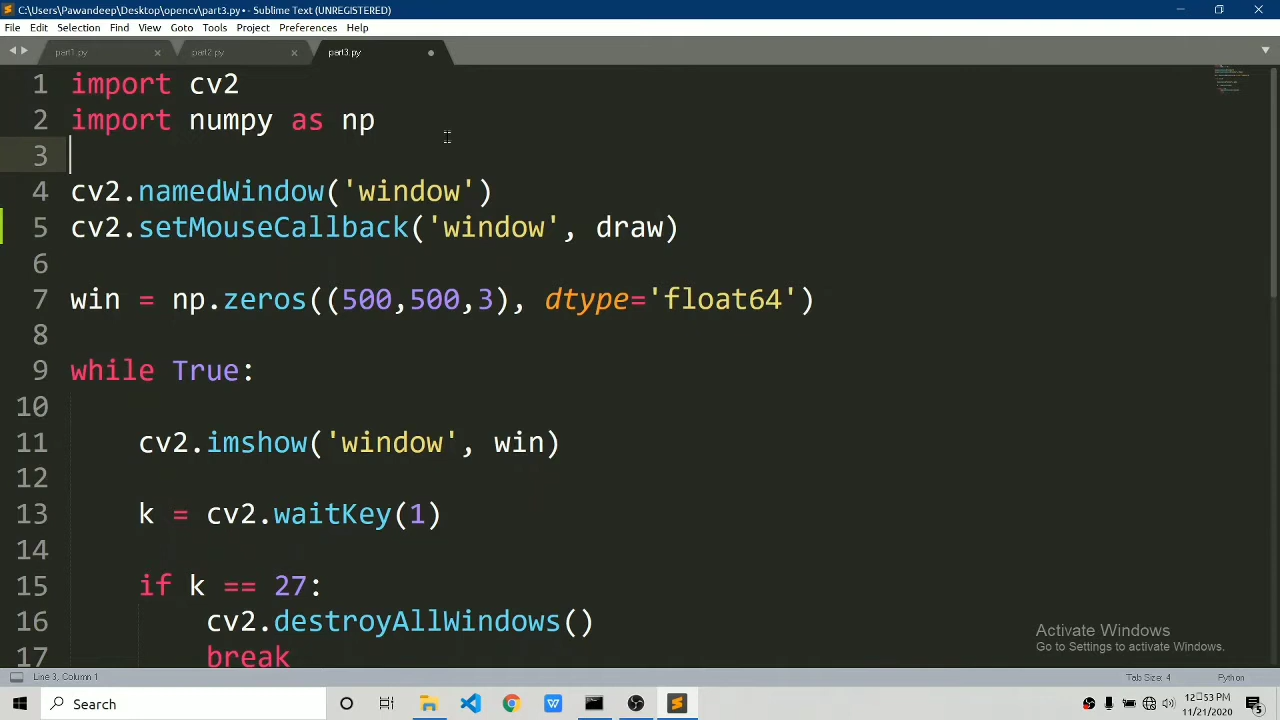 C:\Users\Pawandeep\Desktop\opencv\part3.py • - Sublime Text (UNREGISTERED)
File Edit Selection Find View Goto Tools Project Preferences Help
part1.py part2.py part3.py
1 import cv2
2 import numpy as np
3
4 cv2.namedWindow('window')
5 cv2.setMouseCallback('window', draw)
6
7 win = np.zeros((500,500,3), dtype='float64')
8
9 while True:
10
11 cv2.imshow('window', win)
12
13 k = cv2.waitKey(1)
14
15 if k == 27:
16 cv2.destroyAllWindows()
17 break
Activate Windows
Go to Settings to activate Windows.
Line 3, Column 1 Tab Size: 4 Python
Search 12:53 PM
11/21/2020 5